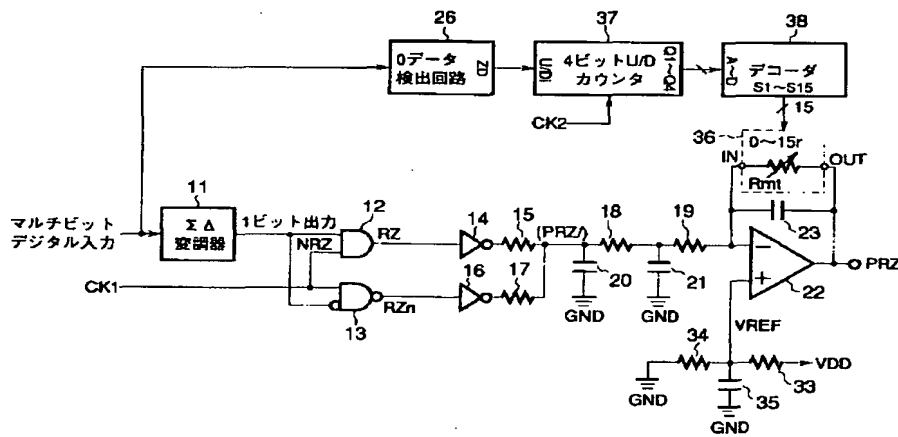 26
37
38
0データ
検出回路
ZD
U/Di
4ビットU/D
カウンタ
Q1〜Q4
A〜D
デコーダ
S1〜S15
15
CK2
36
0〜15r
IN
OUT
Rmt
11
マルチビット
デジタル入力
ΣΔ
変調器
1ビット出力
NRZ
12
RZ
14
15
(PRZ/)
18
19
23
CK1
13
RZn
16
17
20
GND
21
GND
−
+
22
PRZ
VREF
34
33
VDD
GND
35
GND